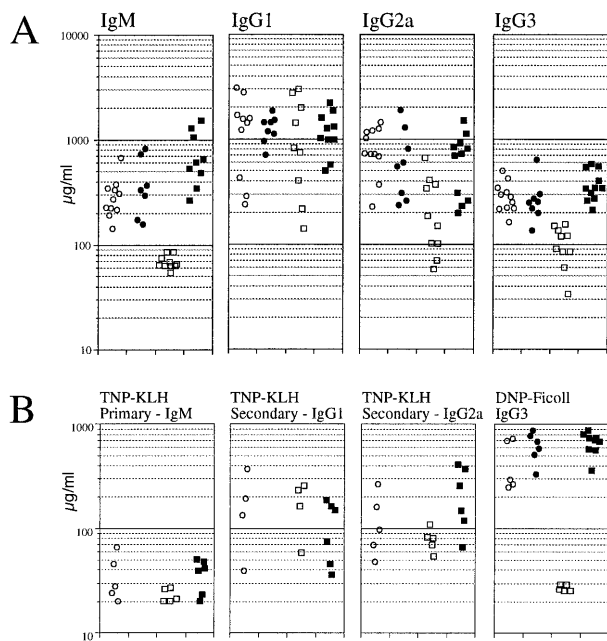 A
IgM
IgG1
IgG2a
IgG3
10000
1000
100
10
µg/ml
B
TNP-KLH
Primary - IgM
TNP-KLH
Secondary - IgG1
TNP-KLH
Secondary - IgG2a
DNP-Ficoll
IgG3
1000
100
10
µg/ml